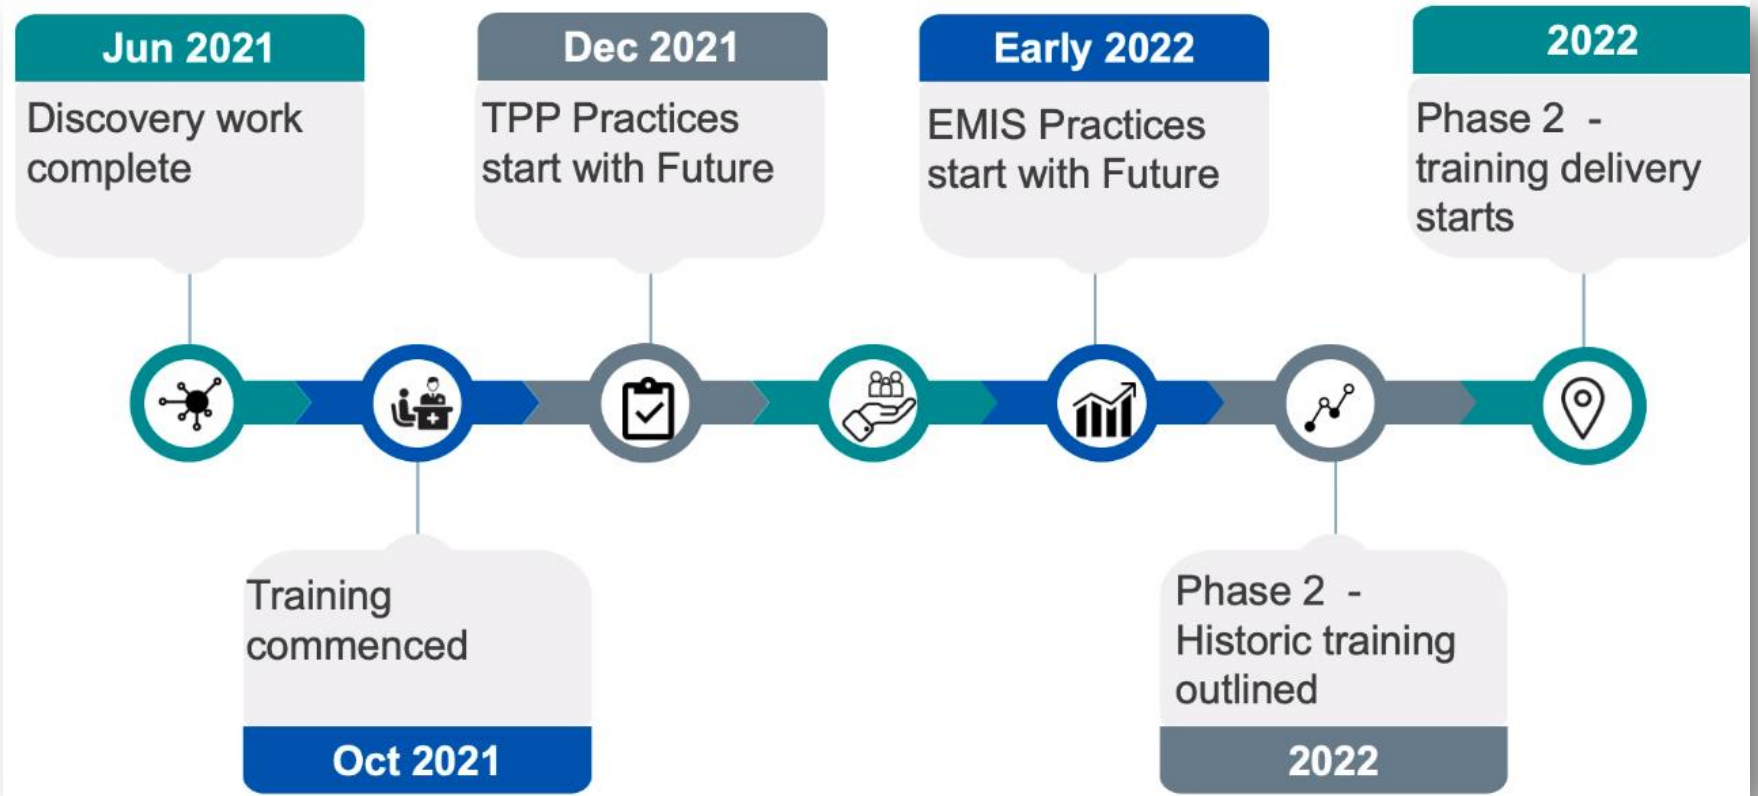 Jun 2021
Discovery work
complete
Dec 2021
TPP Practices
start with Future
Early 2022
EMIS Practices
start with Future
2022
Phase 2  -
training delivery
starts
Training
commenced
Oct 2021
Phase 2  -
Historic training
outlined
2022